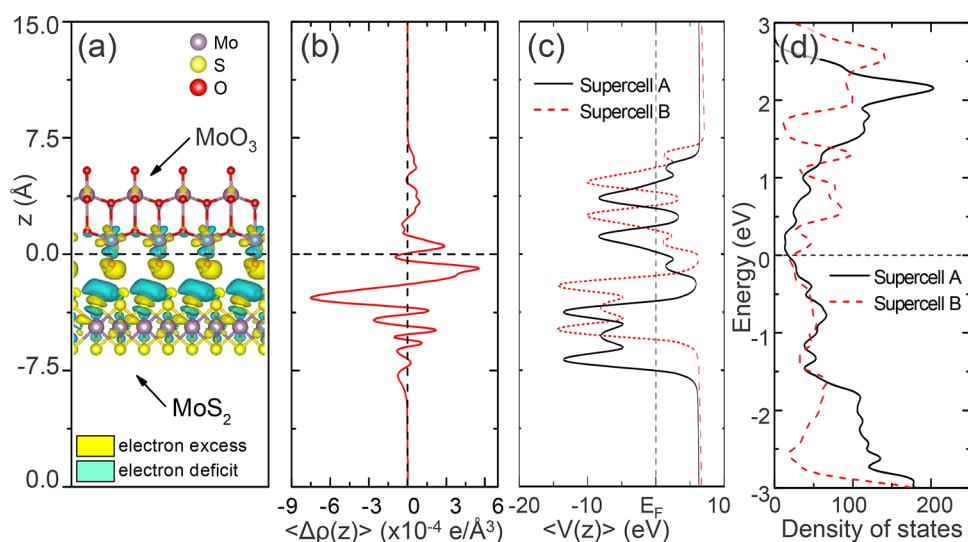 (a)
(b)
(c)
(d)
15.0
7.5
0.0
-7.5
0.0
z (Å)
Mo
S
O
MoO₃
MoS₂
electron excess
electron deficit
-9 -6 -3 0 3 6
<Δρ(z)> (x10⁻⁴ e/Å³)
Supercell A
Supercell B
-20 -10 E_F 10
<V(z)> (eV)
3
2
1
0
-1
-2
-3
Energy (eV)
Supercell A
Supercell B
0 100 200
Density of states